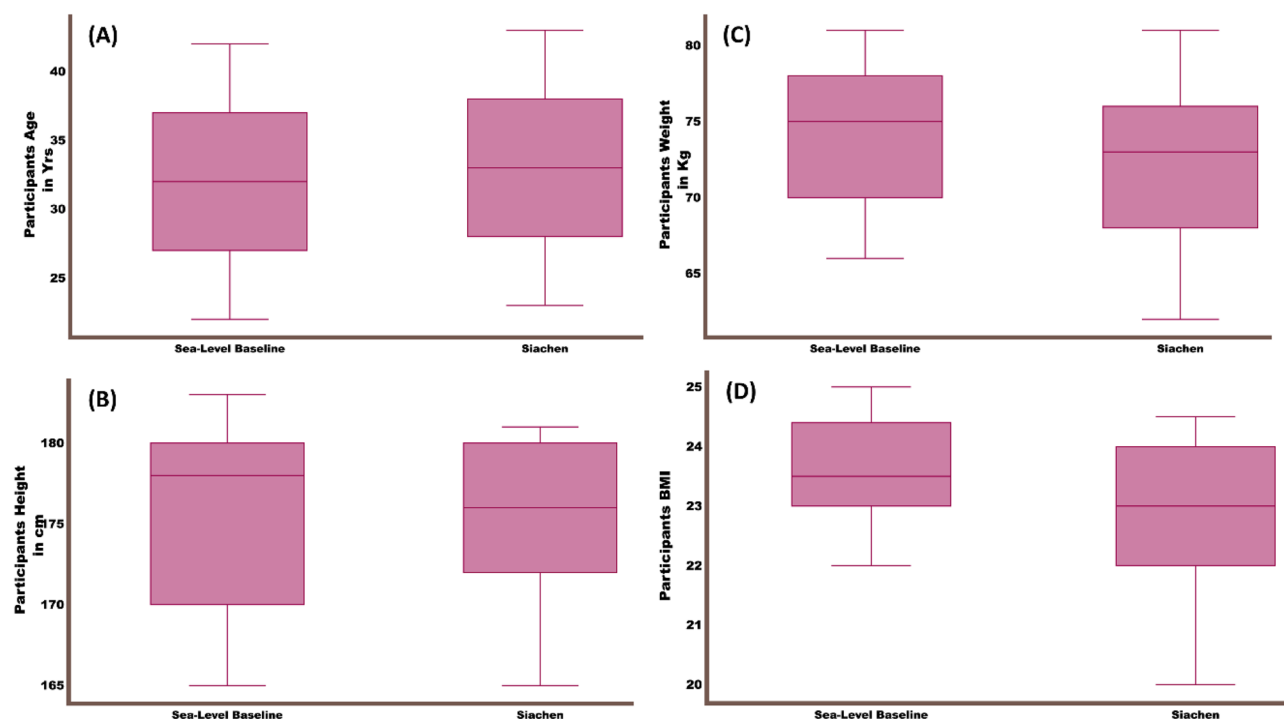 (A)
Participants Age
in Yrs
40
35
30
25
Sea-Level Baseline
Siachen
(C)
Participants Weight
in Kg
80
75
70
65
Sea-Level Baseline
Siachen
(B)
Participants Height
in cm
180
175
170
165
Sea-Level Baseline
Siachen
(D)
Participants BMI
25
24
23
22
21
20
Sea-Level Baseline
Siachen